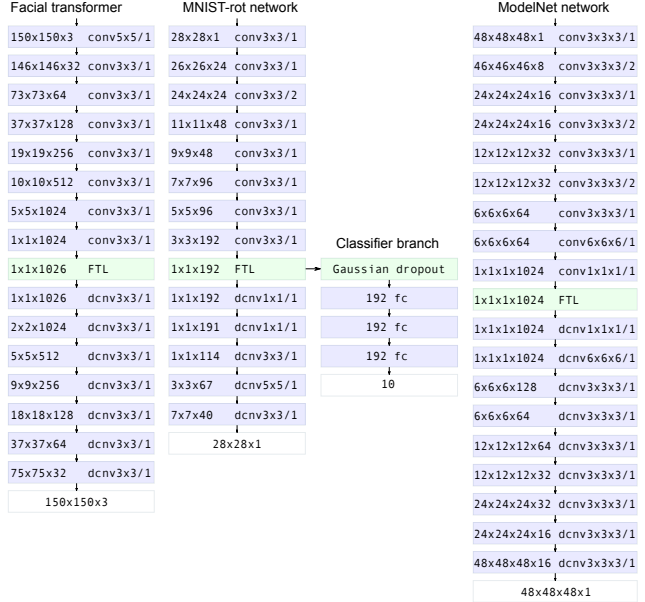 Facial transformer
150x150x3 conv5x5/1
146x146x32 conv3x3/1
73x73x64 conv3x3/1
37x37x128 conv3x3/1
19x19x256 conv3x3/1
10x10x512 conv3x3/1
5x5x1024 conv3x3/1
1x1x1024 conv3x3/1
1x1x1026 FTL
1x1x1026 dcnv3x3/1
2x2x1024 dcnv3x3/1
5x5x512 dcnv3x3/1
9x9x256 dcnv3x3/1
18x18x128 dcnv3x3/1
37x37x64 dcnv3x3/1
75x75x32 dcnv3x3/1
150x150x3
MNIST-rot network
28x28x1 conv3x3/1
26x26x24 conv3x3/1
24x24x24 conv3x3/2
11x11x48 conv3x3/1
9x9x48 conv3x3/1
7x7x96 conv3x3/1
5x5x96 conv3x3/1
3x3x192 conv3x3/1
1x1x192 FTL
1x1x192 dcnv1x1/1
1x1x191 dcnv1x1/1
1x1x114 dcnv3x3/1
3x3x67 dcnv5x5/1
7x7x40 dcnv3x3/1
28x28x1
Classifier branch
Gaussian dropout
192 fc
192 fc
192 fc
10
ModelNet network
48x48x48x1 conv3x3x3/1
46x46x46x8 conv3x3x3/2
24x24x24x16 conv3x3x3/1
24x24x24x16 conv3x3x3/2
12x12x12x32 conv3x3x3/1
12x12x12x32 conv3x3x3/2
6x6x6x64 conv3x3x3/1
6x6x6x64 conv6x6x6/1
1x1x1x1024 conv1x1x1/1
1x1x1x1024 FTL
1x1x1x1024 dcnv1x1x1/1
1x1x1x1024 dcnv6x6x6/1
6x6x6x128 dcnv3x3x3/1
6x6x6x64 dcnv3x3x3/1
12x12x12x64 dcnv3x3x3/1
12x12x12x32 dcnv3x3x3/1
24x24x24x32 dcnv3x3x3/1
24x24x24x16 dcnv3x3x3/1
48x48x48x16 dcnv3x3x3/1
48x48x48x1